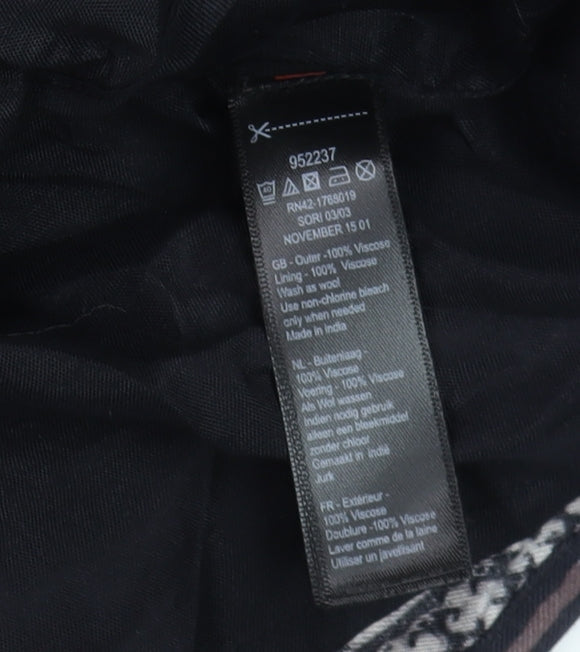 952237
40
RN42-1768019
SORI 03/03
NOVEMBER 15 01
GB - Outer -100% Viscose
Lining - 100% Viscose
Wash as wool
Use non-chlorine bleach
only when needed
Made in India
NL - Buitenlaag -
100% Viscose
Voering - 100% Viscose
Als Wol wassen
Indien nodig gebruik
alleen een bleekmiddel
zonder chloor
Gemaakt in indië
Jurk
FR - Extérieur -
100% Viscose
Doublure -100% Viscose
Laver comme de la laine
Utiliser un javellisant